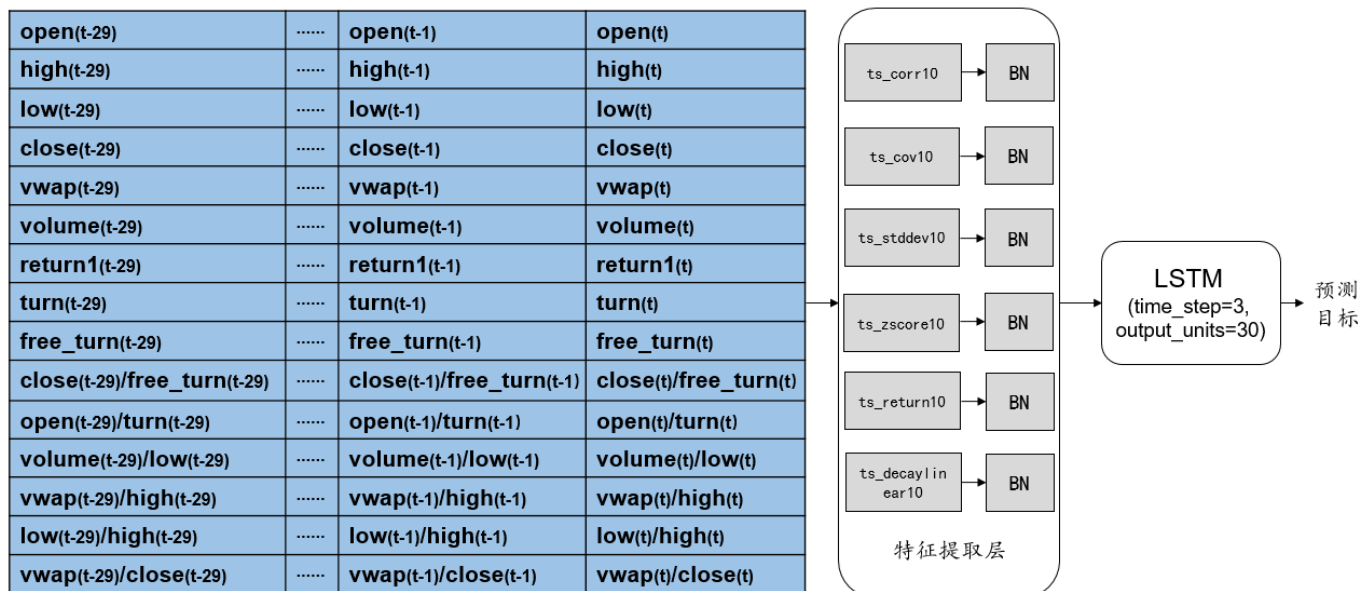 open(t-29) ...... open(t-1) open(t)
high(t-29) ...... high(t-1) high(t)
low(t-29) ...... low(t-1) low(t)
close(t-29) ...... close(t-1) close(t)
vwap(t-29) ...... vwap(t-1) vwap(t)
volume(t-29) ...... volume(t-1) volume(t)
return1(t-29) ...... return1(t-1) return1(t)
turn(t-29) ...... turn(t-1) turn(t)
free_turn(t-29) ...... free_turn(t-1) free_turn(t)
close(t-29)/free_turn(t-29) ...... close(t-1)/free_turn(t-1) close(t)/free_turn(t)
open(t-29)/turn(t-29) ...... open(t-1)/turn(t-1) open(t)/turn(t)
volume(t-29)/low(t-29) ...... volume(t-1)/low(t-1) volume(t)/low(t)
vwap(t-29)/high(t-29) ...... vwap(t-1)/high(t-1) vwap(t)/high(t)
low(t-29)/high(t-29) ...... low(t-1)/high(t-1) low(t)/high(t)
vwap(t-29)/close(t-29) ...... vwap(t-1)/close(t-1) vwap(t)/close(t)
ts_corr10 BN
ts_cov10 BN
ts_stddev10 BN
ts_zscore10 BN
ts_return10 BN
ts_decaylin
ear10
BN
特征提取层
LSTM
(time_step=3,
output_units=30)
预测
目标